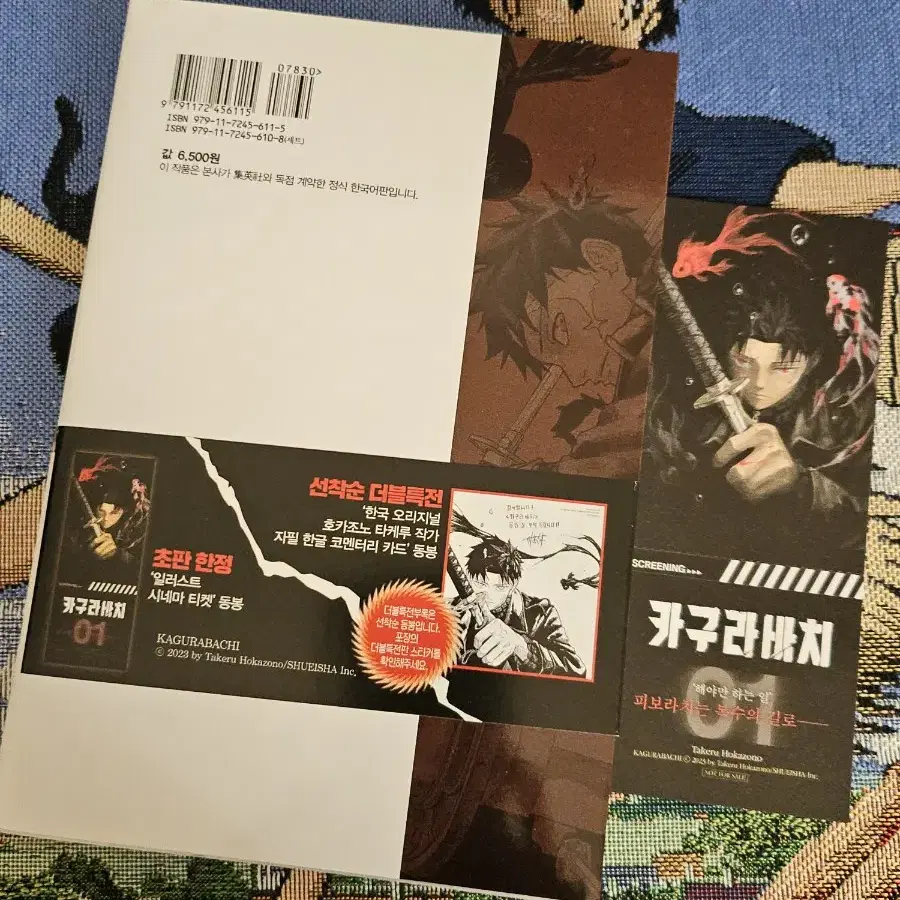 07830>
9 791172 456115
ISBN 979-11-7245-611-5
ISBN 979-11-7245-610-8(세트)
값 6,500원
이 작품은 본사가 集英社와 독점 계약한 정식 한국어판입니다.
선착순 더블특전
'한국 오리지널
호카조노 타케루 작가
자필 한글 코멘터리 카드' 동봉
초판 한정
'일러스트
시네마 티켓' 동봉
카구라바치
01
더블특전부록은
선착순 동봉입니다.
포장의
더블특전판 스티커를
확인해주세요.
KAGURABACHI
ⓒ 2023 by Takeru Hokazono/SHUEISHA Inc.
SCREENING ▸▸▸
카구라바치
01
'해야만 하는 일'
피보라치는 복수의 길로
Takeru Hokazono
KAGURABACHI ⓒ 2023 by Takeru Hokazono/SHUEISHA Inc.
NOT FOR SALE